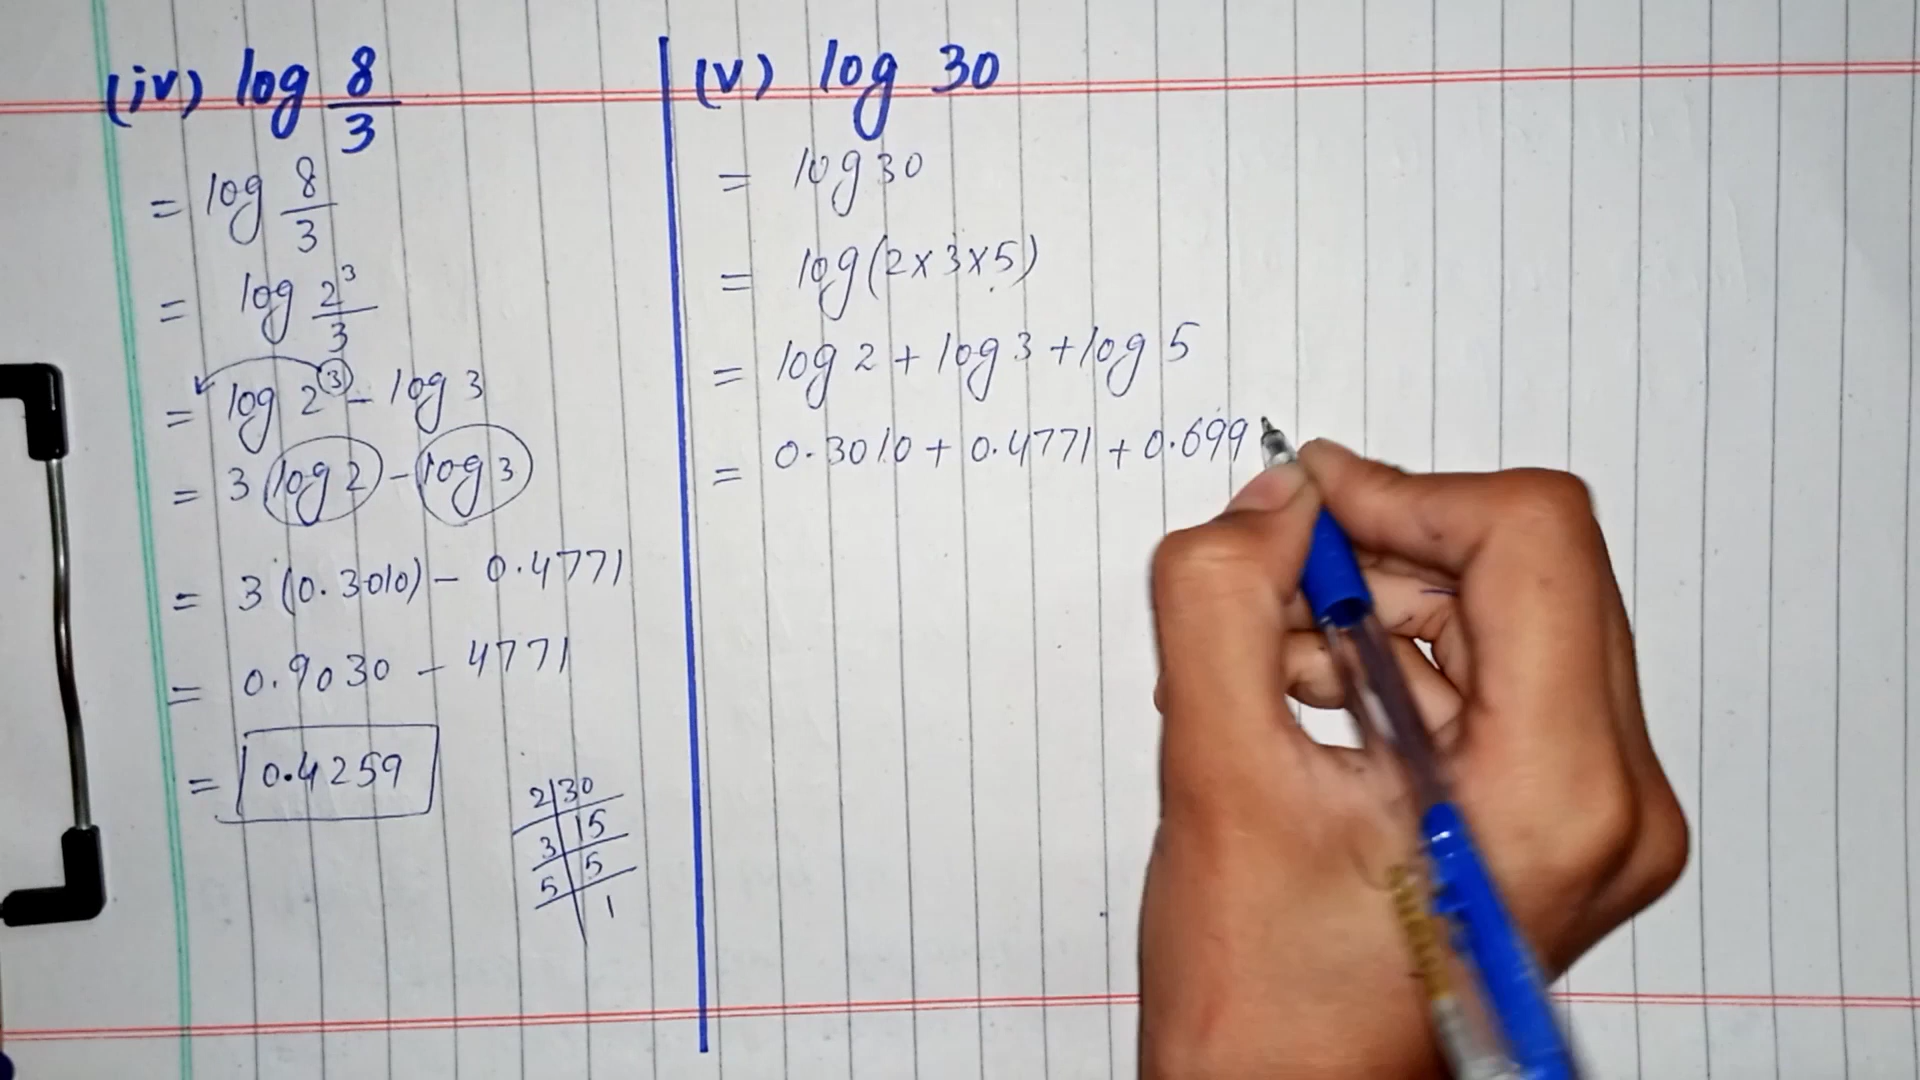 (iv) log 8/3
= log 8/3
= log 2³/3
= log 2³ - log 3
= 3 log 2 - log 3
= 3(0.3010) - 0.4771
= 0.9030 - 4771
= 0.4259
2|30
3|15
5|5
|1
(v) log 30
= log 30
= log(2×3×5)
= log 2 + log 3 + log 5
= 0.3010 + 0.4771 + 0.699